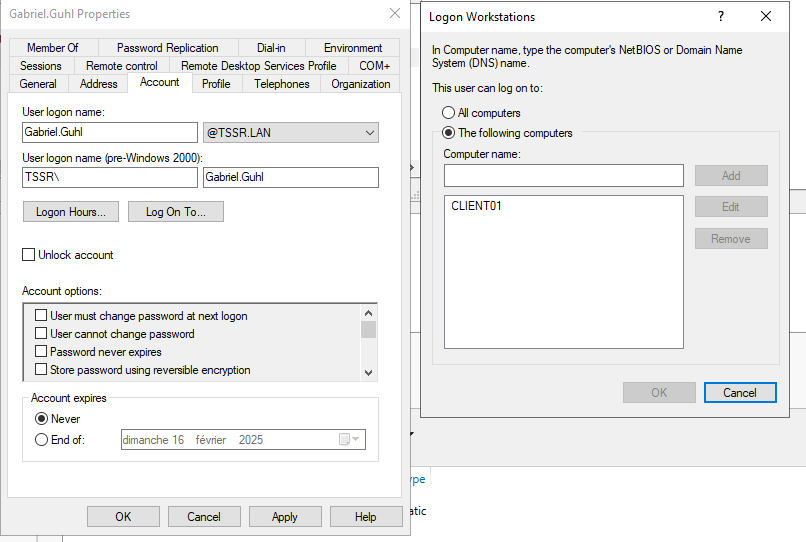 Gabriel.Guhl Properties
Member Of
Password Replication
Dial-in
Environment
Sessions
Remote control
Remote Desktop Services Profile
COM+
General
Address
Account
Profile
Telephones
Organization
User logon name:
Gabriel.Guhl
@TSSR.LAN
User logon name (pre-Windows 2000):
TSSR\
Gabriel.Guhl
Logon Hours...
Log On To...
Unlock account
Account options:
User must change password at next logon
User cannot change password
Password never expires
Store password using reversible encryption
Account expires
Never
End of:
dimanche 16 février 2025
OK
Cancel
Apply
Help
Logon Workstations
?
In Computer name, type the computer's NetBIOS or Domain Name
System (DNS) name.
This user can log on to:
All computers
The following computers
Computer name:
Add
CLIENT01
Edit
Remove
OK
Cancel
ype
atic